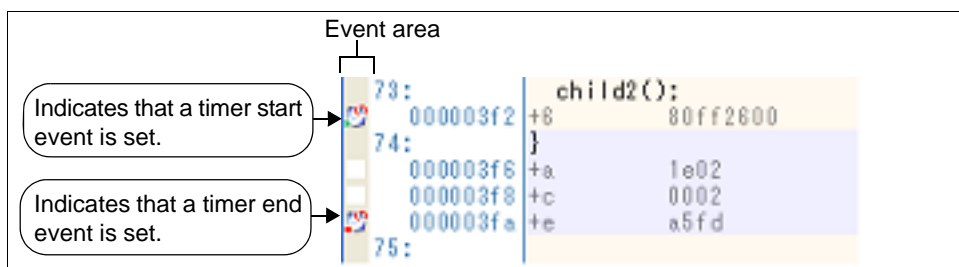 Event area
73: child2();
Indicates that a timer start
event is set.
000003f2 +6 80ff2600
74: }
000003f6 +a 1e02
Indicates that a timer end
event is set.
000003f8 +c 0002
000003fa +e a5fd
75: